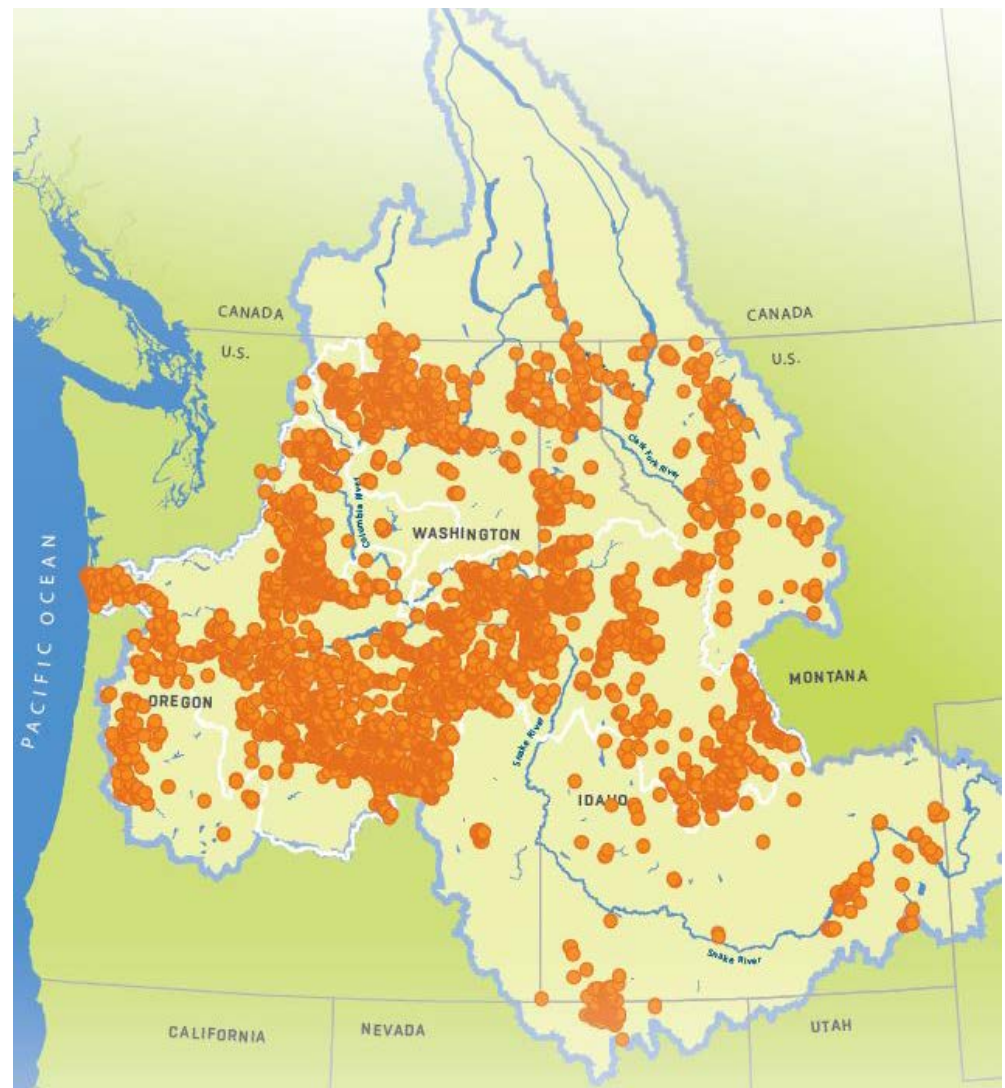 CANADA
CANADA
U.S.
U.S.
Clark Fork River
Columbia River
WASHINGTON
PACIFIC OCEAN
MONTANA
OREGON
Snake River
IDAHO
Snake River
CALIFORNIA
NEVADA
UTAH